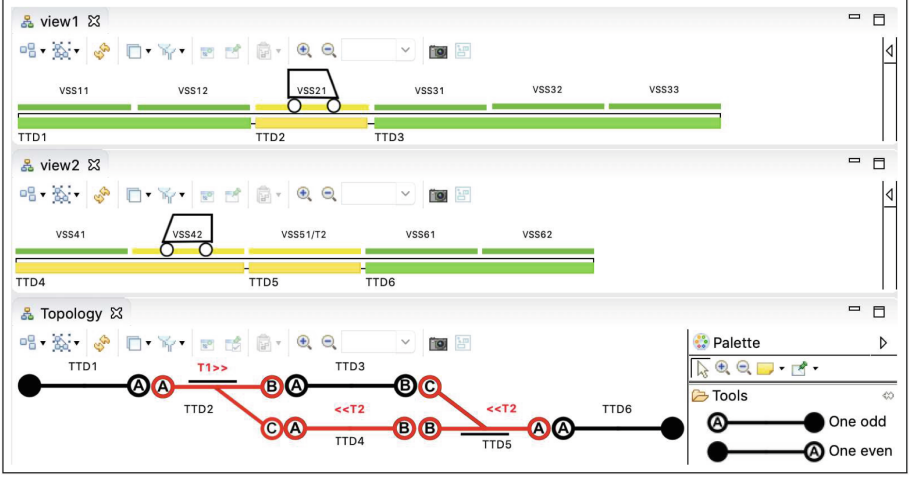 view1
VSS11 VSS12 VSS21 VSS31 VSS32 VSS33
TTD1 TTD2 TTD3
view2
VSS41 VSS42 VSS51/T2 VSS61 VSS62
TTD4 TTD5 TTD6
Topology
Palette
TTD1 T1>> TTD3
A A B A B C
Tools
TTD2 <<T2 <<T2 TTD6
A One odd
C A B B A A
TTD4 TTD5
A One even